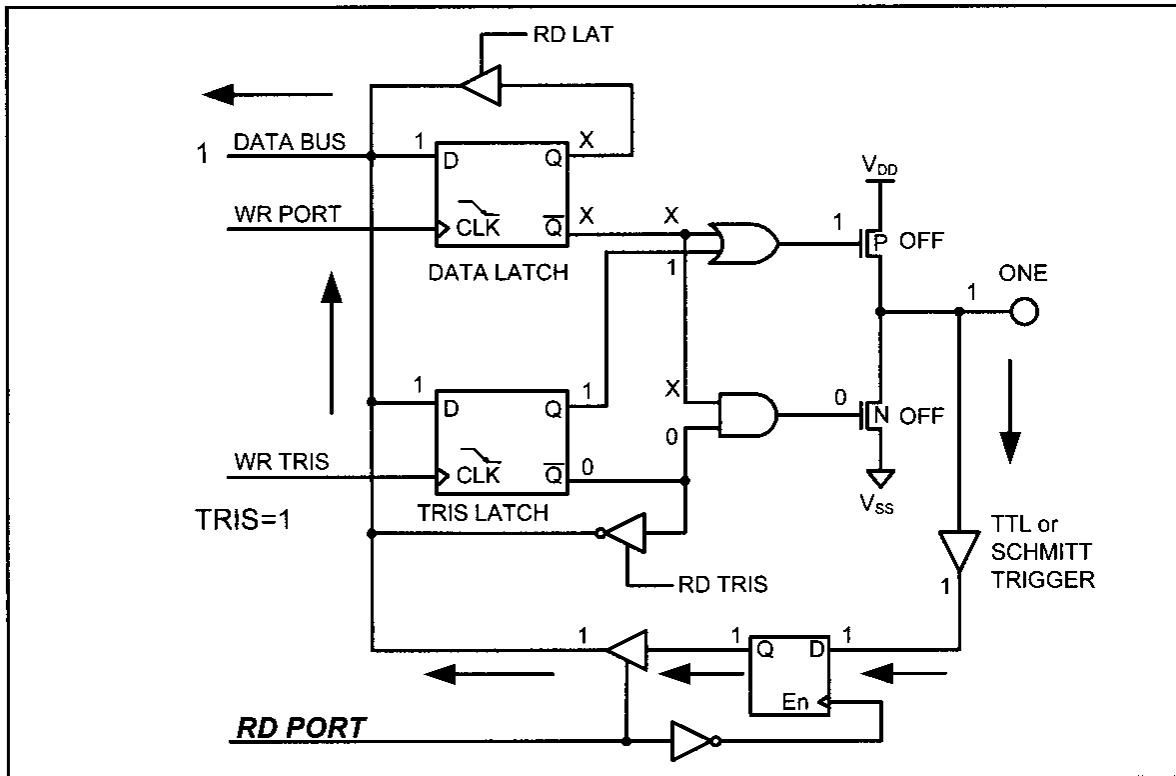 RD LAT
1 DATA BUS
1
D
Q
X
WR PORT
CLK
Q̅
X
DATA LATCH
X
1
VDD
1
P
OFF
ONE
1
1
D
Q
1
X
0
0
N
OFF
WR TRIS
CLK
Q̅
0
VSS
TRIS=1
TRIS LATCH
RD TRIS
TTL or
SCHMITT
TRIGGER
1
1
1
Q
D
1
En
RD PORT